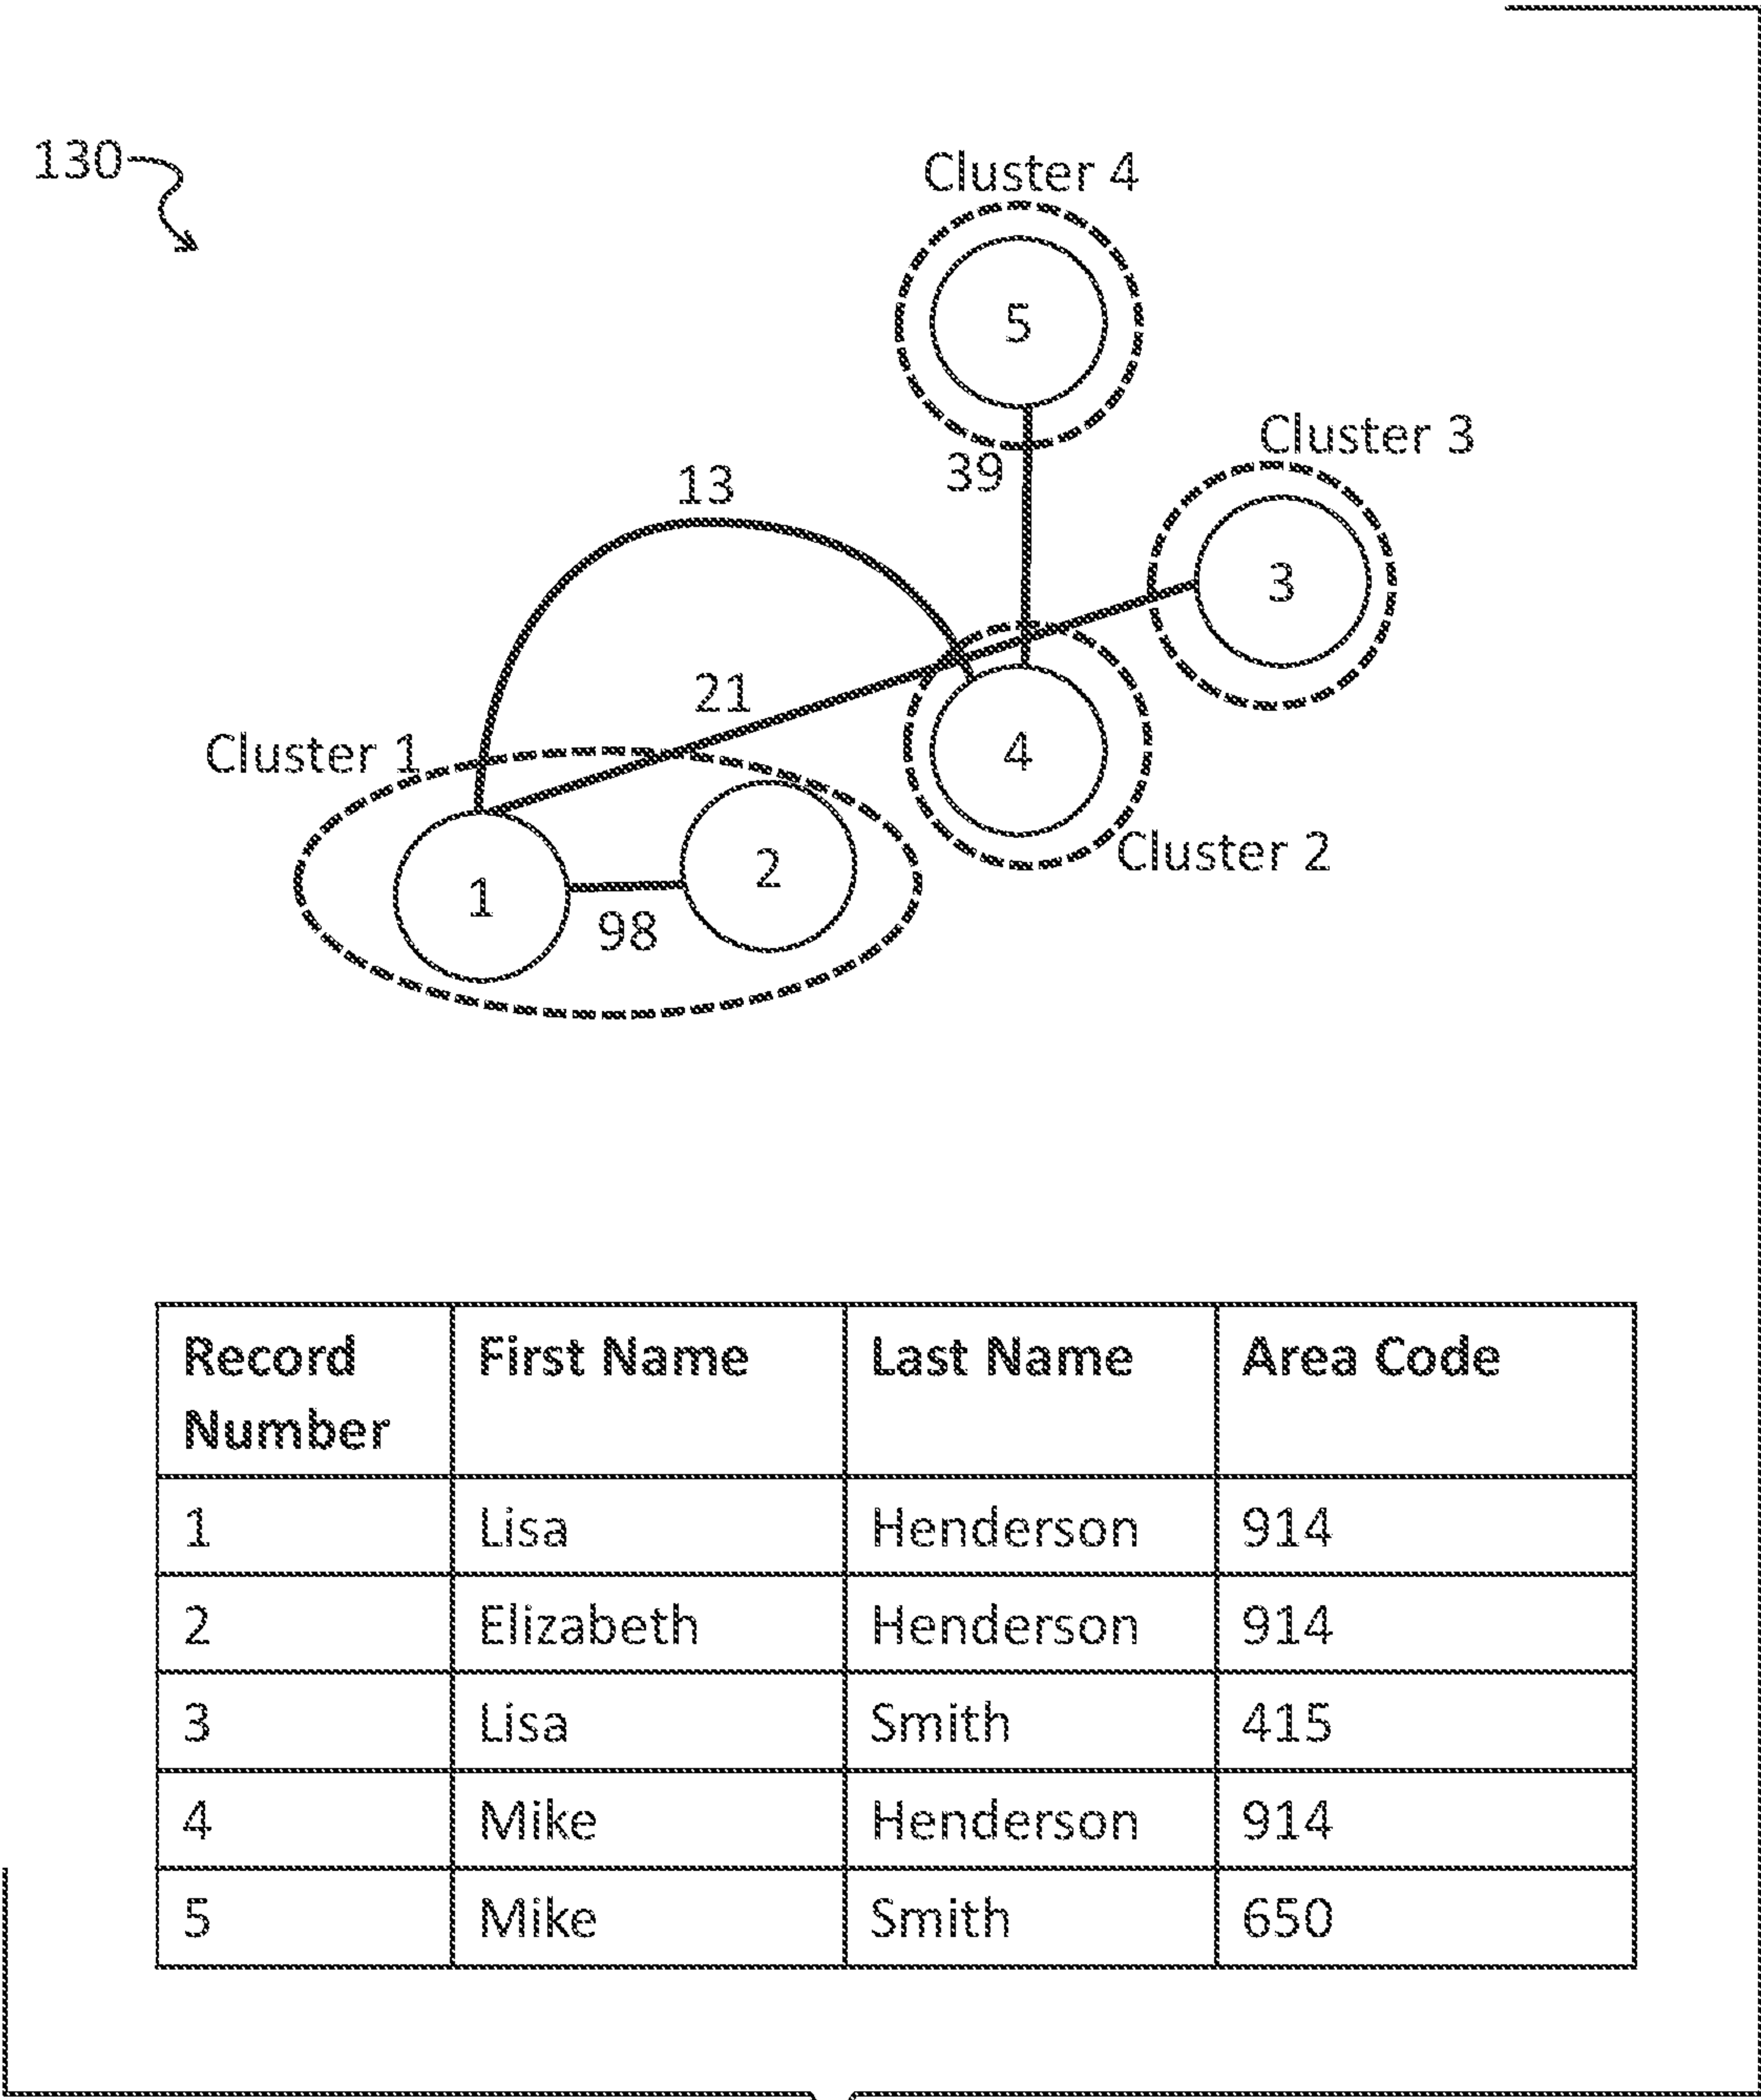 130
Cluster 4
5
Cluster 3
39
13
3
21
4
Cluster 1
Cluster 2
2
1
98
Record Number First Name Last Name Area Code
1 Lisa Henderson 914
2 Elizabeth Henderson 914
3 Lisa Smith 415
4 Mike Henderson 914
5 Mike Smith 650